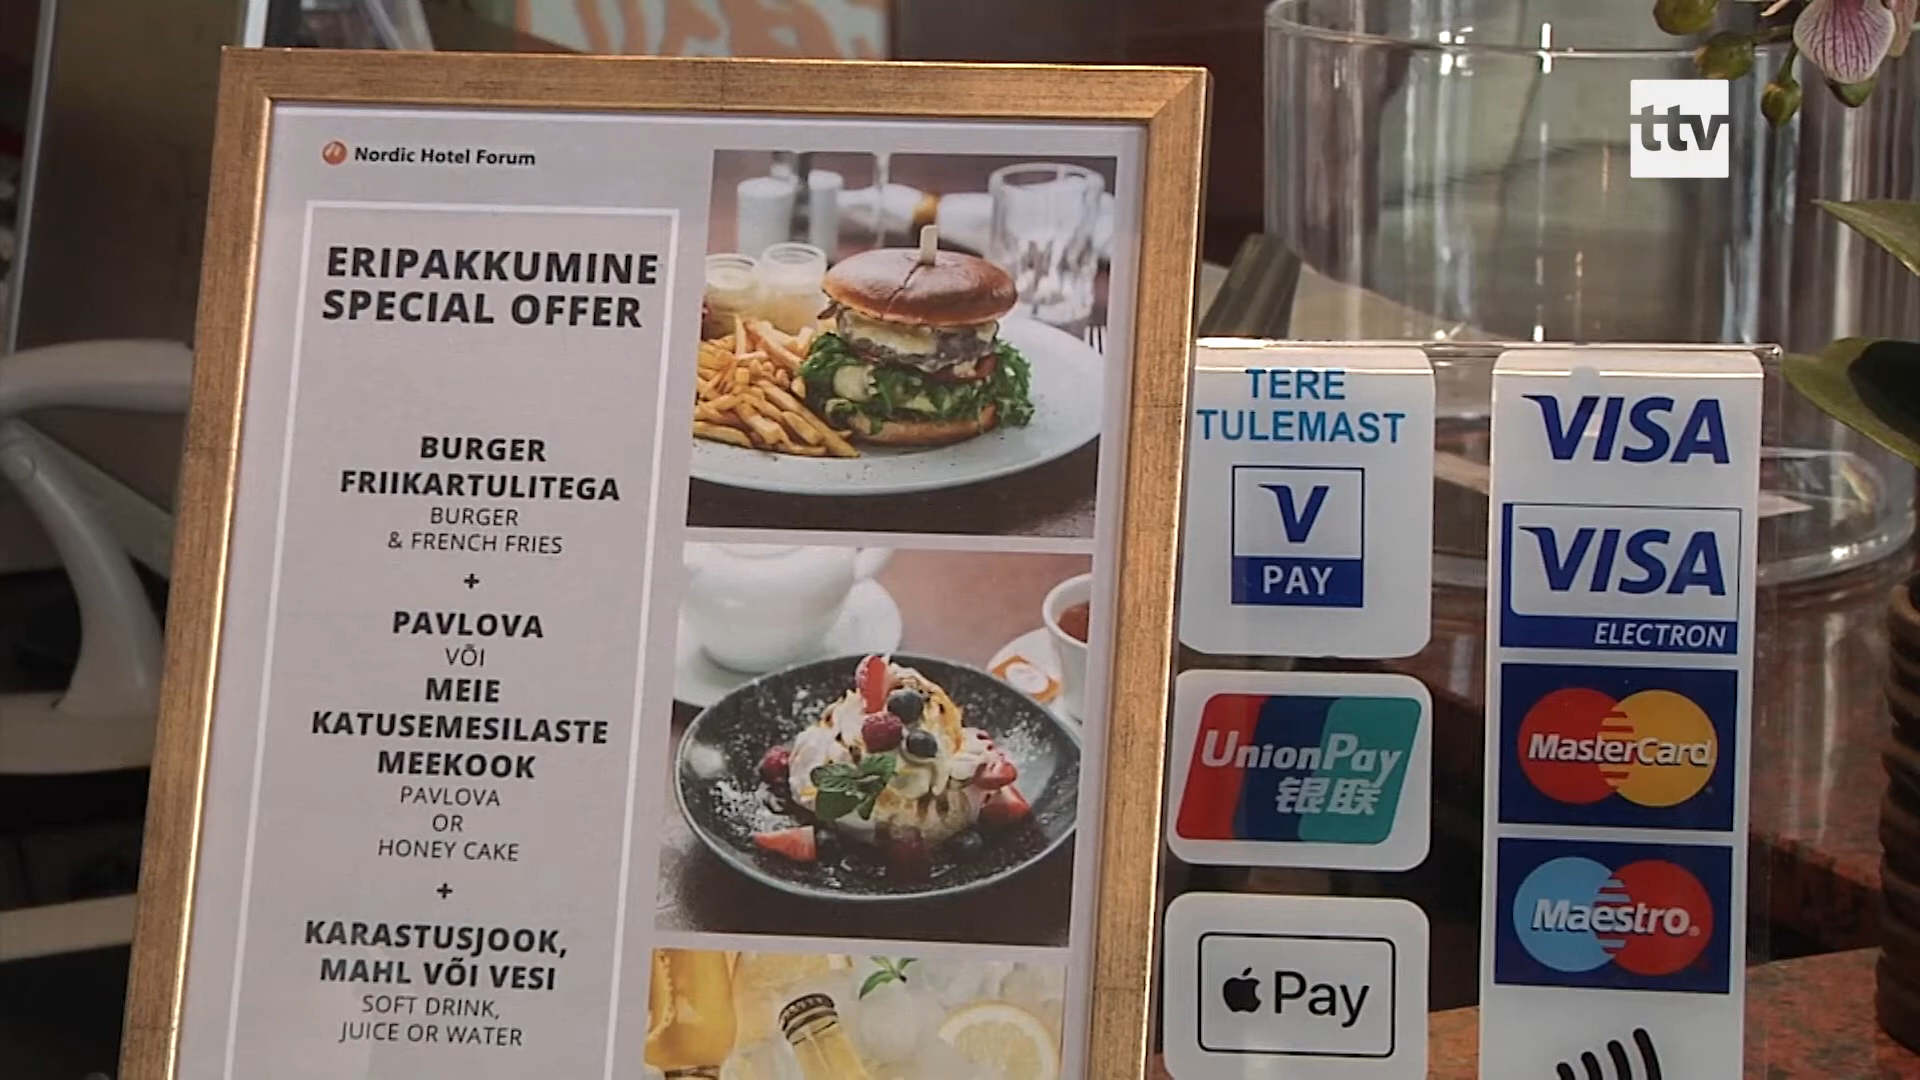 ttv
Nordic Hotel Forum
ERIPAKKUMINE
SPECIAL OFFER
BURGER
FRIIKARTULITEGA
BURGER
& FRENCH FRIES
+
PAVLOVA
VÕI
MEIE
KATUSEMESILASTE
MEEKOOK
PAVLOVA
OR
HONEY CAKE
+
KARASTUSJOOK,
MAHL VÕI VESI
SOFT DRINK,
JUICE OR WATER
TERE
TULEMAST
V
PAY
UnionPay
银联
Pay
VISA
VISA
ELECTRON
MasterCard
Maestro®